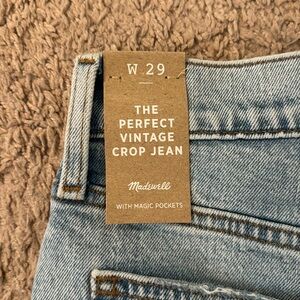 W 29
THE
PERFECT
VINTAGE
CROP JEAN
Madewell
WITH MAGIC POCKETS